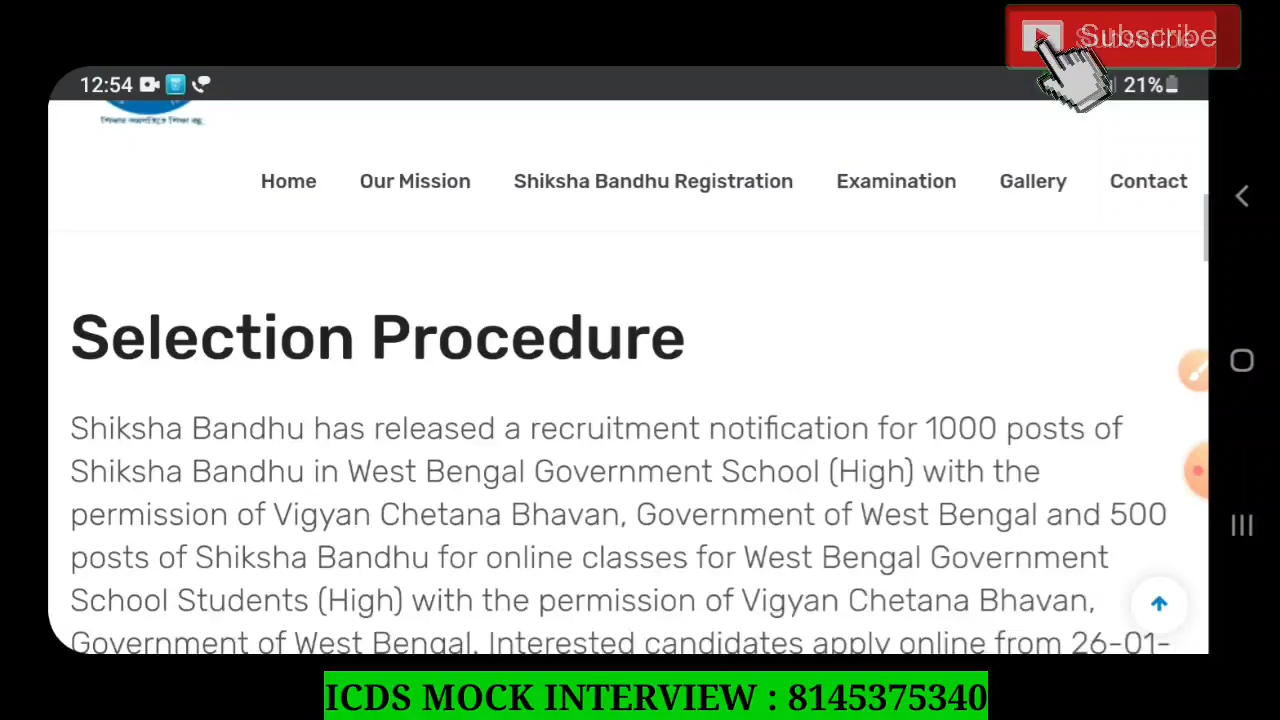 Subscribe
12:54
21%
শিক্ষার অগ্রগতিতে শিক্ষা বন্ধু
Home Our Mission Shiksha Bandhu Registration Examination Gallery Contact
Selection Procedure
Shiksha Bandhu has released a recruitment notification for 1000 posts of
Shiksha Bandhu in West Bengal Government School (High) with the
permission of Vigyan Chetana Bhavan, Government of West Bengal and 500
posts of Shiksha Bandhu for online classes for West Bengal Government
School Students (High) with the permission of Vigyan Chetana Bhavan,
Government of West Bengal. Interested candidates apply online from 26-01-
ICDS MOCK INTERVIEW : 8145375340